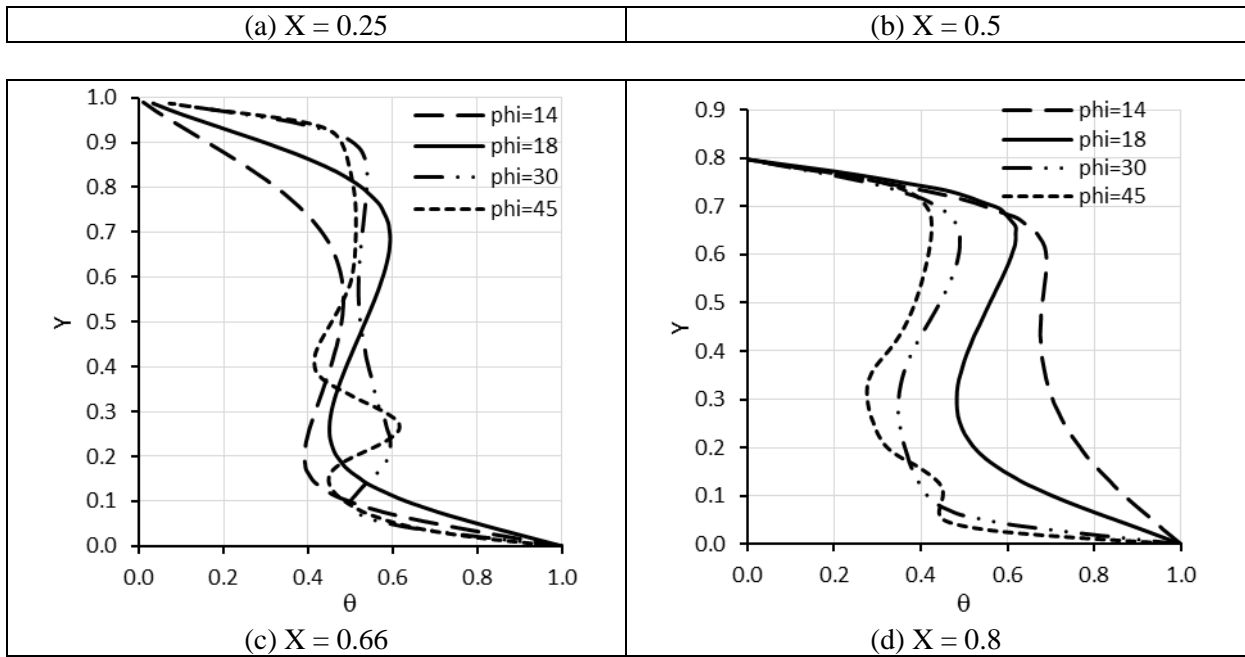 (a) X = 0.25
(b) X = 0.5
1.0
0.9
0.8
0.7
0.6
0.5
0.4
0.3
0.2
0.1
0.0
Y
phi=14
phi=18
phi=30
phi=45
0.0 0.2 0.4 0.6 0.8 1.0
θ
(c) X = 0.66
0.9
0.8
0.7
0.6
0.5
0.4
0.3
0.2
0.1
0.0
Y
phi=14
phi=18
phi=30
phi=45
0.0 0.2 0.4 0.6 0.8 1.0
θ
(d) X = 0.8